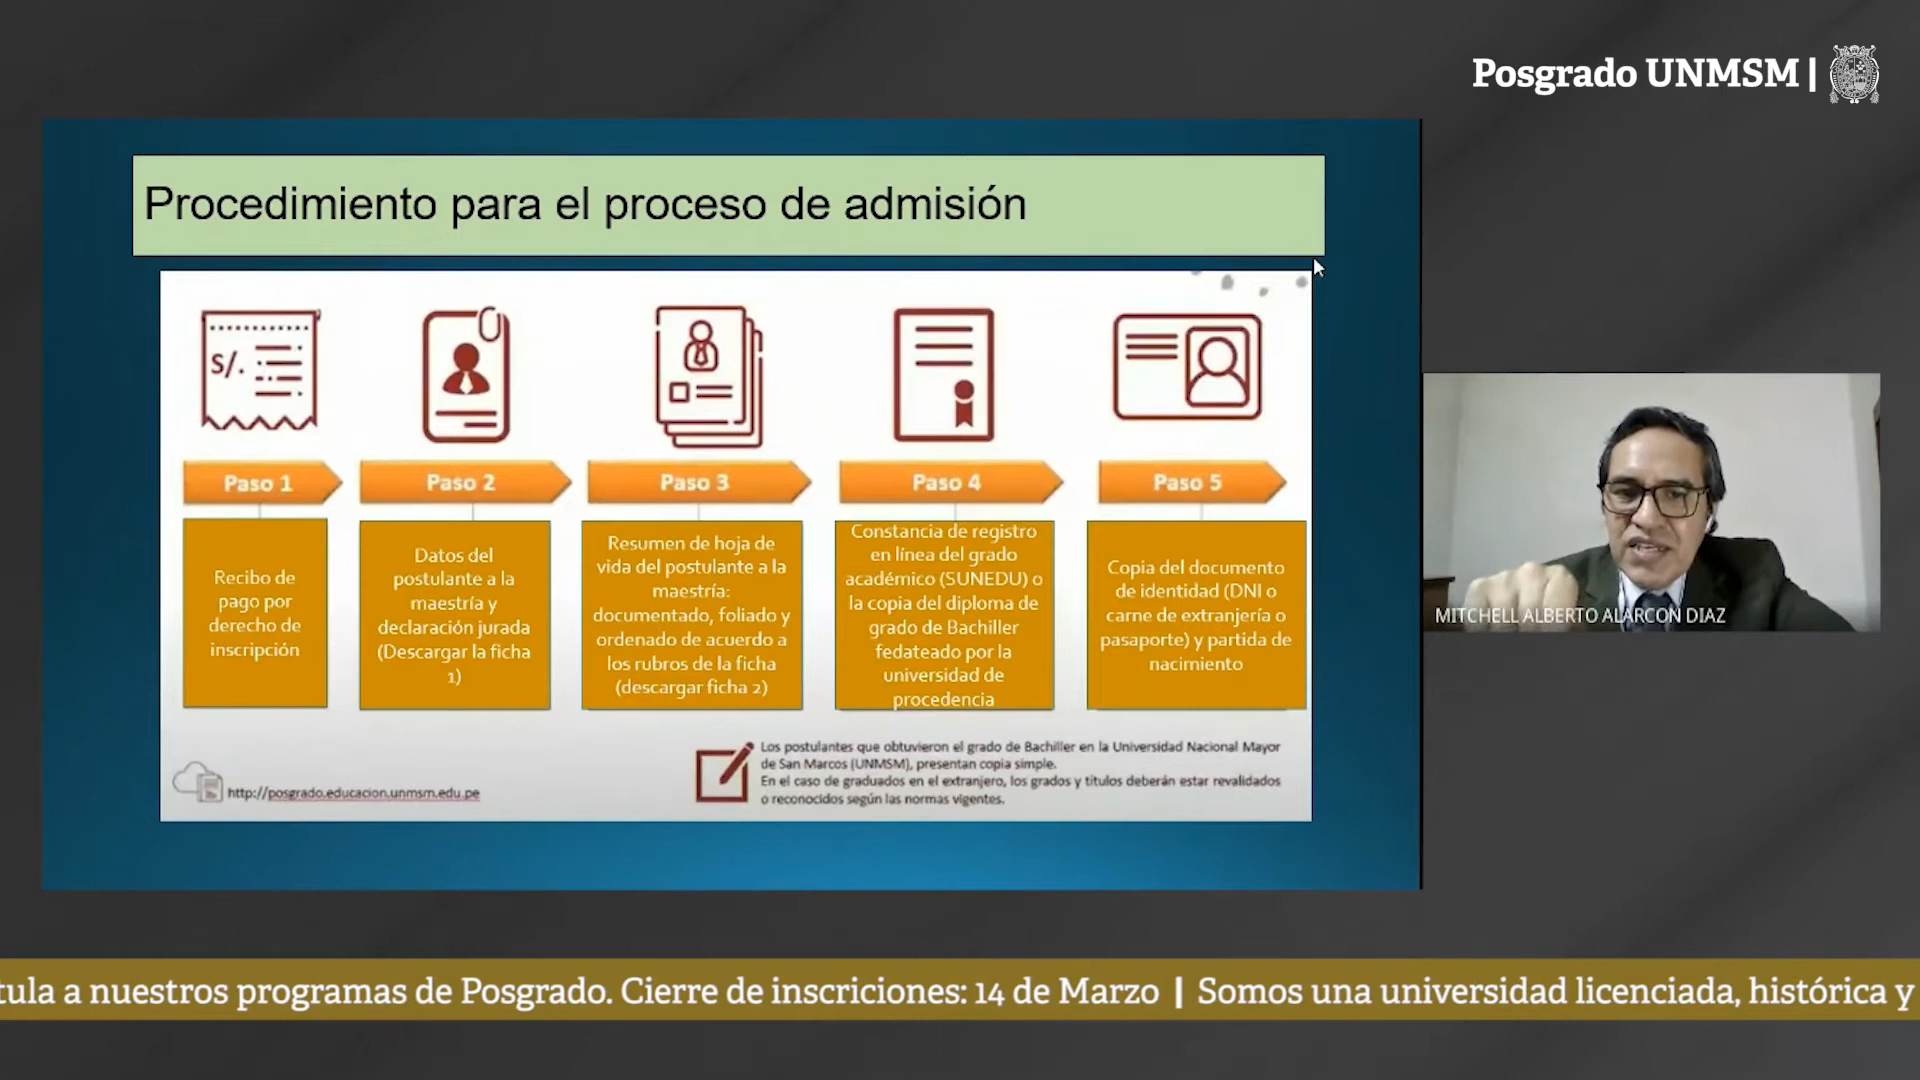 Posgrado UNMSM |
Procedimiento para el proceso de admisión
S/.
Paso 1
Paso 2
Paso 3
Paso 4
Paso 5
Recibo de
pago por
derecho de
inscripción
Datos del
postulante a la
maestría y
declaración jurada
(Descargar la ficha
1)
Resumen de hoja de
vida del postulante a la
maestría:
documentado, foliado y
ordenado de acuerdo a
los rubros de la ficha
(descargar ficha 2)
Constancia de registro
en línea del grado
académico (SUNEDU) o
la copia del diploma de
grado de Bachiller
fedateado por la
universidad de
procedencia
Copia del documento
de identidad (DNI o
carne de extranjería o
pasaporte) y partida de
nacimiento
http://posgrado.educacion.unmsm.edu.pe
Los postulantes que obtuvieron el grado de Bachiller en la Universidad Nacional Mayor
de San Marcos (UNMSM), presentan copia simple.
En el caso de graduados en el extranjero, los grados y títulos deberán estar revalidados
o reconocidos según las normas vigentes.
MITCHELL ALBERTO ALARCON DIAZ
tula a nuestros programas de Posgrado. Cierre de inscriciones: 14 de Marzo | Somos una universidad licenciada, histórica y